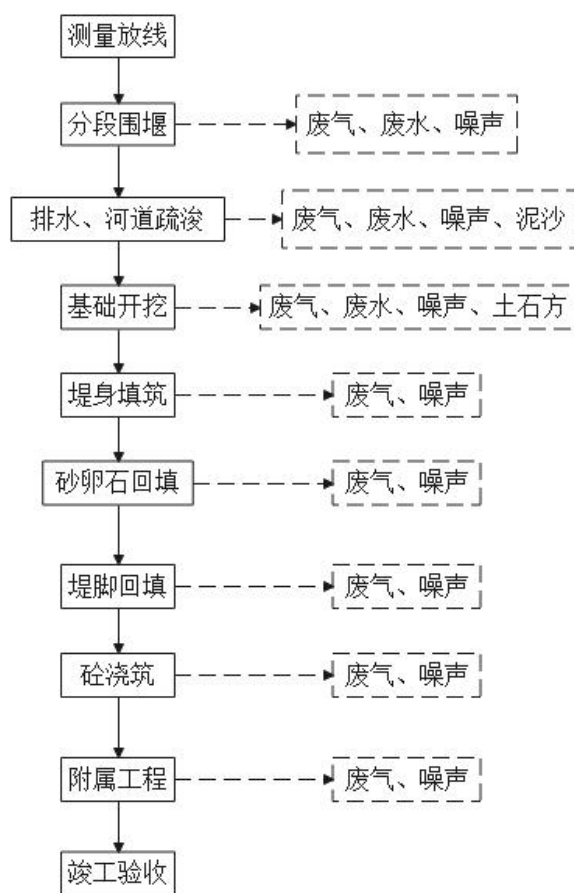 测量放线
分段围堰
废气、废水、噪声
排水、河道疏浚
废气、废水、噪声、泥沙
基础开挖
废气、废水、噪声、土石方
堤身填筑
废气、噪声
砂卵石回填
废气、噪声
堤脚回填
废气、噪声
砼浇筑
废气、噪声
附属工程
废气、噪声
竣工验收